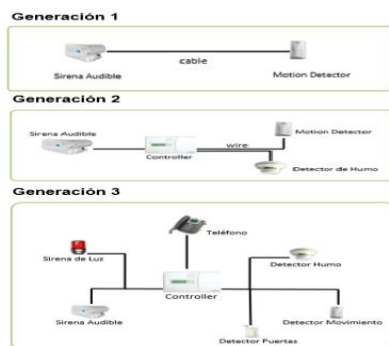 Generación 1
cable
Sirena Audible
Motion Detector
Generación 2
Sirena Audible
Motion Detector
wire
Controller
Detector de Humo
Generación 3
Teléfono
Sirena de Luz
Detector Humo
Controller
Sirena Audible
Detector Movimiento
Detector Puertas